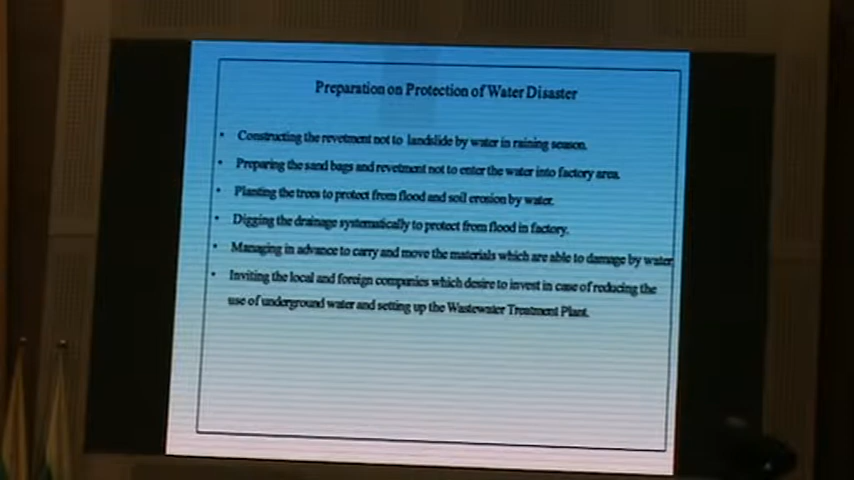 Preparation on Protection of Water Disaster
• Constructing the revetment not to landslide by water in raining season.
• Preparing the sand bags and revetment not to enter the water into factory area.
• Planting the trees to protect from flood and soil erosion by water.
• Digging the drainage systematically to protect from flood in factory.
• Managing in advance to carry and move the materials which are able to damage by water.
• Inviting the local and foreign companies which desire to invest in case of reducing the
use of underground water and setting up the Wastewater Treatment Plant.